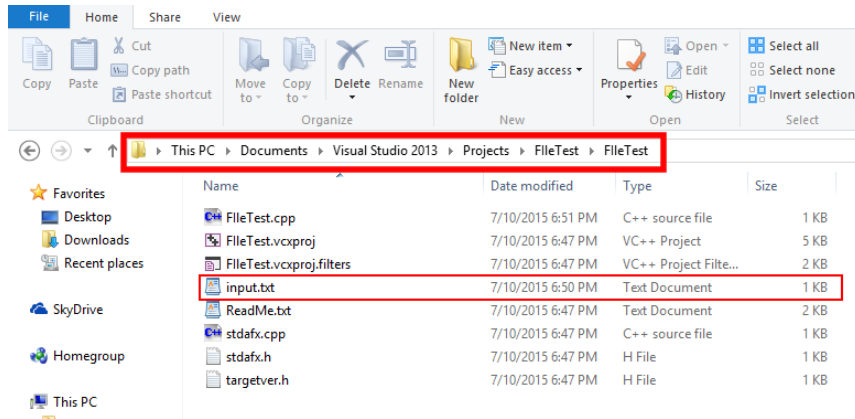 File Home Share View
Cut
Copy path
Paste shortcut
Copy Paste
Move to Copy to Delete Rename
New folder
New item
Easy access
Properties
Open
Edit
History
Select all
Select none
Invert selection
Clipboard Organize New Open Select
This PC Documents Visual Studio 2013 Projects FIleTest FIleTest
Name Date modified Type Size
Favorites
Desktop
Downloads
Recent places
SkyDrive
Homegroup
This PC
FIleTest.cpp 7/10/2015 6:51 PM C++ source file 1 KB
FIleTest.vcxproj 7/10/2015 6:47 PM VC++ Project 5 KB
FIleTest.vcxproj.filters 7/10/2015 6:47 PM VC++ Project Filte... 2 KB
input.txt 7/10/2015 6:50 PM Text Document 1 KB
ReadMe.txt 7/10/2015 6:47 PM Text Document 2 KB
stdafx.cpp 7/10/2015 6:47 PM C++ source file 1 KB
stdafx.h 7/10/2015 6:47 PM H File 1 KB
targetver.h 7/10/2015 6:47 PM H File 1 KB